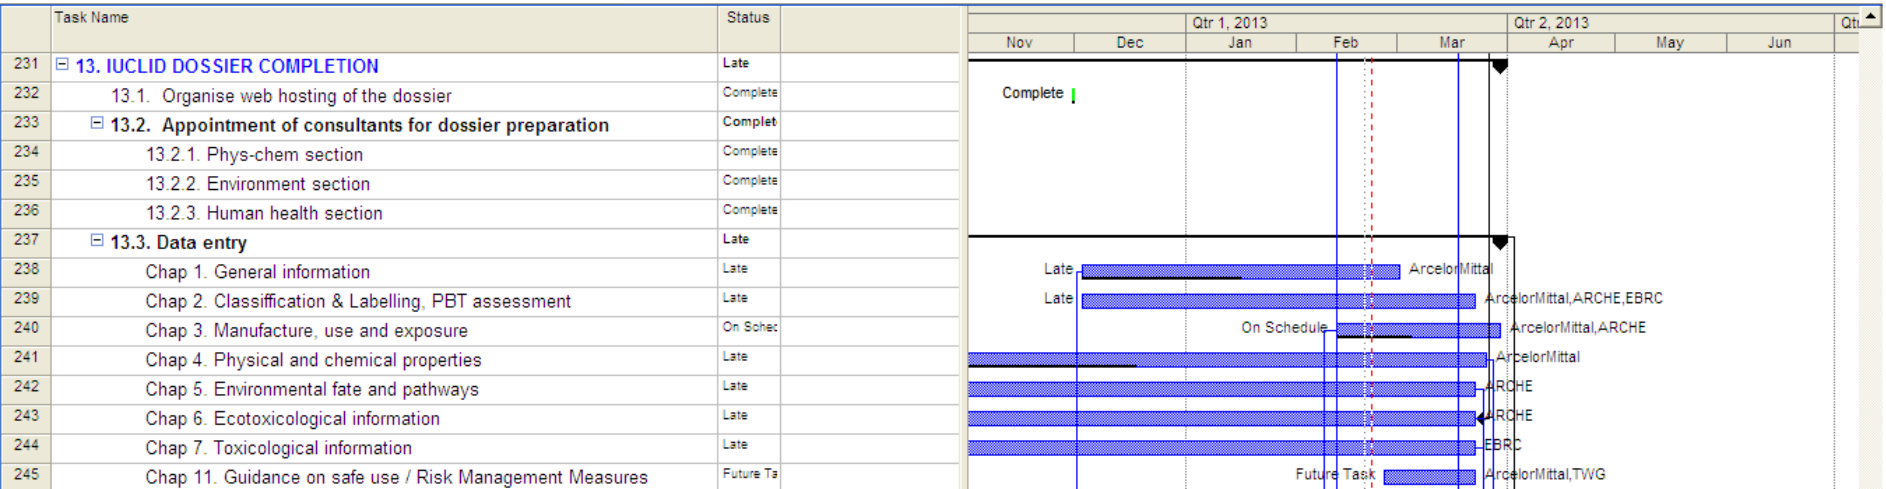 Task Name Status Qtr 1, 2013 Qtr 2, 2013 Qtr
Nov Dec Jan Feb Mar Apr May Jun
231 13. IUCLID DOSSIER COMPLETION Late
232 13.1. Organise web hosting of the dossier Complete Complete
233 13.2. Appointment of consultants for dossier preparation Complet
234 13.2.1. Phys-chem section Complete
235 13.2.2. Environment section Complete
236 13.2.3. Human health section Complete
237 13.3. Data entry Late
238 Chap 1. General information Late Late ArcelorMittal
239 Chap 2. Classiffication & Labelling, PBT assessment Late Late ArcelorMittal,ARCHE,EBRC
240 Chap 3. Manufacture, use and exposure On Sched On Schedule ArcelorMittal,ARCHE
241 Chap 4. Physical and chemical properties Late ArcelorMittal
242 Chap 5. Environmental fate and pathways Late ARCHE
243 Chap 6. Ecotoxicological information Late ARCHE
244 Chap 7. Toxicological information Late EBRC
245 Chap 11. Guidance on safe use / Risk Management Measures Future Ta Future Task ArcelorMittal,TWG